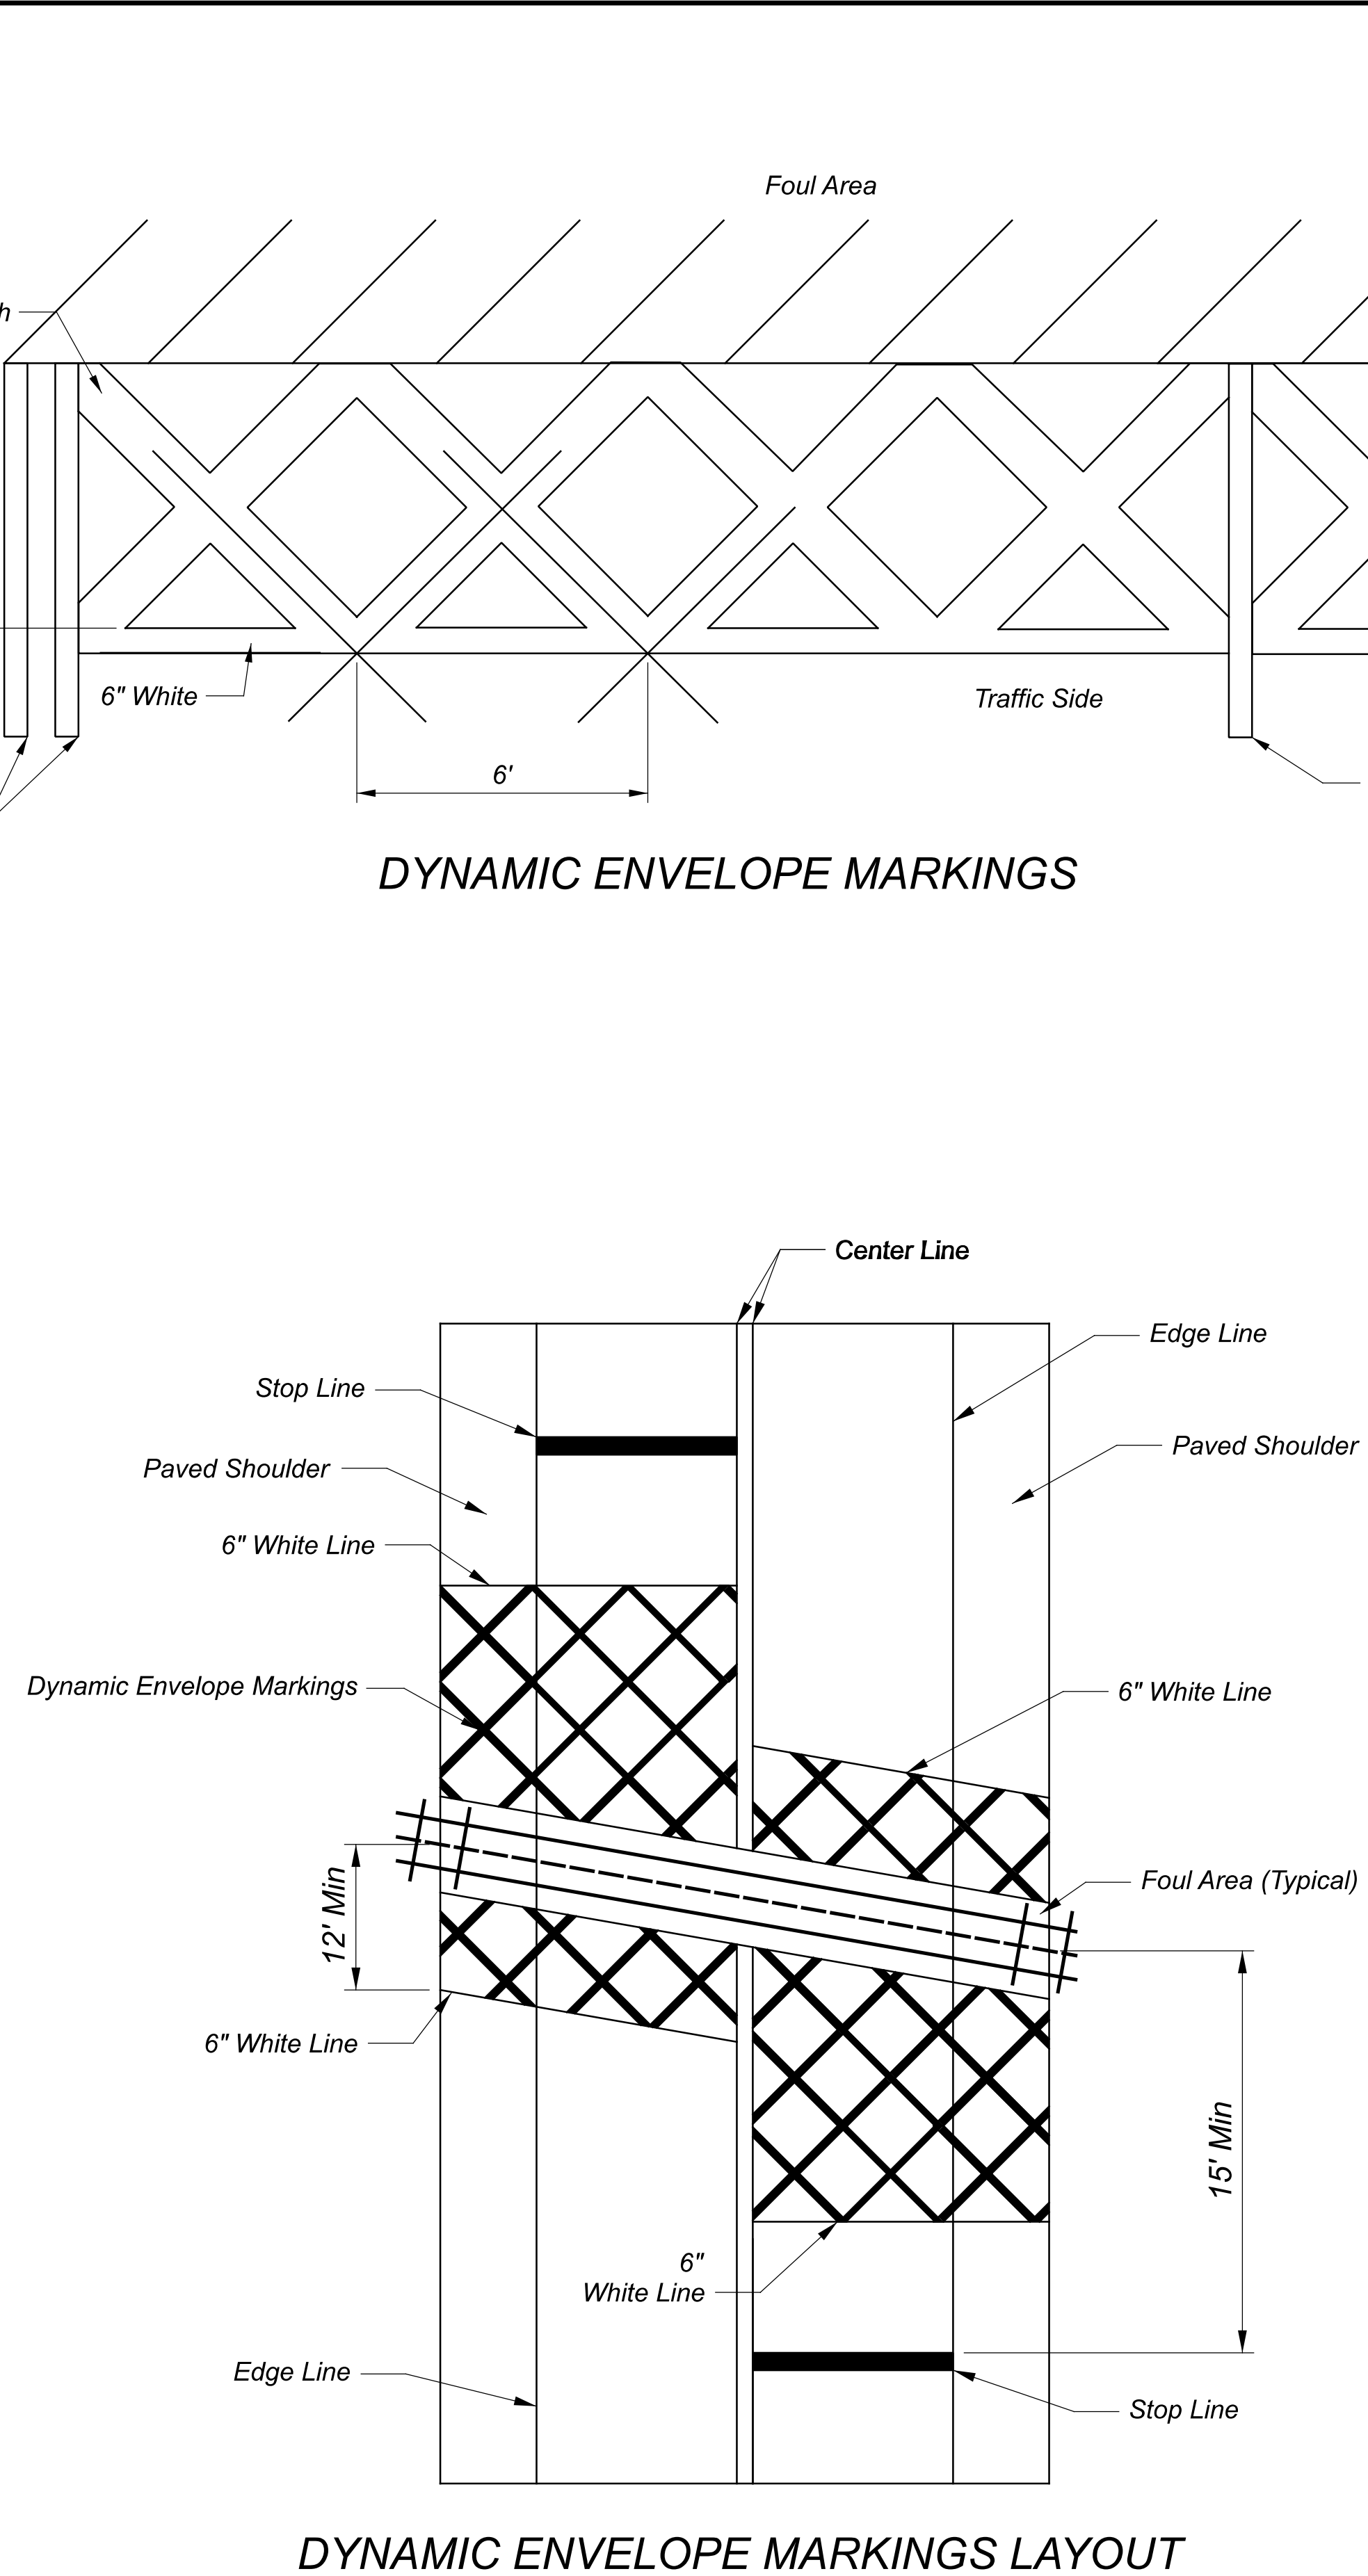 Foul Area
6" White
Traffic Side
6'
DYNAMIC ENVELOPE MARKINGS
Center Line
Edge Line
Stop Line
Paved Shoulder
Paved Shoulder
6" White Line
Dynamic Envelope Markings
6" White Line
12' Min
Foul Area (Typical)
6" White Line
15' Min
6"
White Line
Edge Line
Stop Line
DYNAMIC ENVELOPE MARKINGS LAYOUT